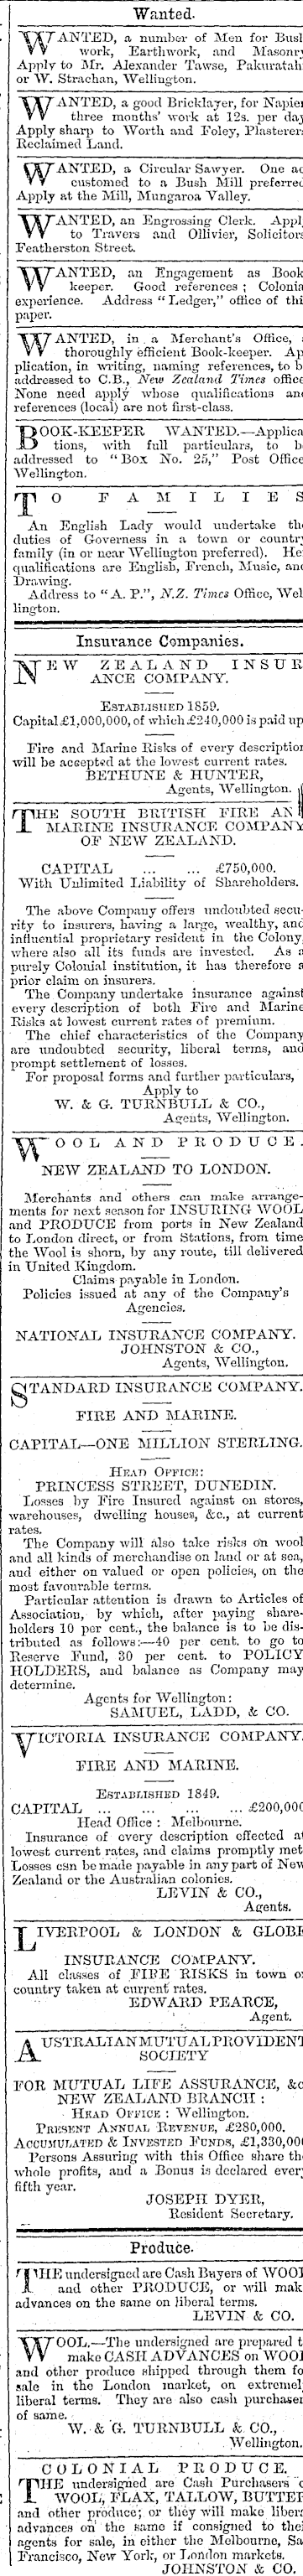 Wanted.
WANTED, a number of Men for Bush
work, Earthwork, and Masonry
Apply to Mr. Alexander Tawse, Pakuratahi
or W. Strachan, Wellington.
WANTED, a good Bricklayer, for Napier
three months' work at 12s. per day
Apply sharp to Worth and Foley, Plasterers
Reclaimed Land.
WANTED, a Circular Sawyer. One ac
customed to a Bush Mill preferred
Apply at the Mill, Mungaroa Valley.
WANTED, an Engrossing Clerk. Appl
to Travers and Ollivier, Solicitors
Featherston Street.
WANTED, an Engagement as Book
keeper. Good references ; Colonia
experience. Address "Ledger," office of thi
paper.
WANTED, in a Merchant's Office,
thoroughly efficient Book-keeper. Ap
plication, in writing, naming references, to b
addressed to C.B., New Zealand Times office
None need apply whose qualifications and
references (local) are not first-class.
BOOK-KEEPER WANTED.—Applica
tions, with full particulars, to b
addressed to "Box No. 25," Post Office
Wellington.
TO FAMILIES
An English Lady would undertake the
duties of Governess in a town or country
family (in or near Wellington preferred). He
qualifications are English, French, Music, and
Drawing.
Address to "A. P.", N.Z. Times Office, Wel
lington.
Insurance Companies.
NEW ZEALAND INSUR
ANCE COMPANY.
ESTABLISHED 1859.
Capital £1,000,000, of which £240,000 is paid up
Fire and Marine Risks of every description
will be accepted at the lowest current rates.
BETHUNE & HUNTER,
Agents, Wellington.
THE SOUTH BRITISH FIRE AND
MARINE INSURANCE COMPANY
OF NEW ZEALAND.
CAPITAL ... ... £750,000.
With Unlimited Liability of Shareholders.
The above Company offers undoubted secu-
rity to insurers, having a large, wealthy, and
influential proprietary resident in the Colony,
where also all its funds are invested. As a
purely Colonial institution, it has therefore a
prior claim on insurers.
The Company undertake insurance against
every description of both Fire and Marine
Risks at lowest current rates of premium.
The chief characteristics of the Company
are undoubted security, liberal terms, and
prompt settlement of losses.
For proposal forms and further particulars,
Apply to
W. & G. TURNBULL & CO.,
Agents, Wellington.
WOOL AND PRODUCE.
NEW ZEALAND TO LONDON.
Merchants and others can make arrange-
ments for next season for INSURING WOOL
and PRODUCE from ports in New Zealand
to London direct, or from Stations, from time
the Wool is shorn, by any route, till delivered
in United Kingdom.
Claims payable in London.
Policies issued at any of the Company's
Agencies.
NATIONAL INSURANCE COMPANY.
JOHNSTON & CO.,
Agents, Wellington.
STANDARD INSURANCE COMPANY.
FIRE AND MARINE.
CAPITAL—ONE MILLION STERLING.
HEAD OFFICE:
PRINCESS STREET, DUNEDIN.
Losses by Fire Insured against on stores,
warehouses, dwelling houses, &c., at current
rates.
The Company will also take risks on wool
and all kinds of merchandise on land or at sea,
and either on valued or open policies, on the
most favourable terms.
Particular attention is drawn to Articles of
Association, by which, after paying share-
holders 10 per cent., the balance is to be dis-
tributed as follows:—40 per cent. to go to
Reserve Fund, 30 per cent. to POLICY
HOLDERS, and balance as Company may
determine.
Agents for Wellington:
SAMUEL, LADD, & CO.
VICTORIA INSURANCE COMPANY.
FIRE AND MARINE.
ESTABLISHED 1849.
CAPITAL ... ... ... ... £200,000
Head Office : Melbourne.
Insurance of every description effected at
lowest current rates, and claims promptly met
Losses can be made payable in any part of New
Zealand or the Australian colonies.
LEVIN & CO.,
Agents.
LIVERPOOL & LONDON & GLOBE
INSURANCE COMPANY.
All classes of FIRE RISKS in town o
country taken at current rates.
EDWARD PEARCE,
Agent.
AUSTRALIAN MUTUAL PROVIDENT
SOCIETY
FOR MUTUAL LIFE ASSURANCE, &c
NEW ZEALAND BRANCH :
HEAD OFFICE : Wellington.
PRESENT ANNUAL REVENUE, £280,000.
ACCUMULATED & INVESTED FUNDS, £1,330,000
Persons Assuring with this Office share the
whole profits, and a Bonus is declared every
fifth year.
JOSEPH DYER,
Resident Secretary.
Produce.
THE undersigned are Cash Buyers of WOOL
and other PRODUCE, or will mak
advances on the same on liberal terms.
LEVIN & CO.
WOOL.—The undersigned are prepared t
make CASH ADVANCES on WOOL
and other produce shipped through them fo
sale in the London market, on extremel
liberal terms. They are also cash purchaser
of same.
W. & G. TURNBULL & CO.,
Wellington.
COLONIAL PRODUCE.
THE undersigned are Cash Purchasers o
WOOL, FLAX, TALLOW, BUTTER
and other produce; or they will make libera
advances on the same if consigned to thei
agents for sale, in either the Melbourne, Sa
Francisco, New York, or London markets.
JOHNSTON & CO.